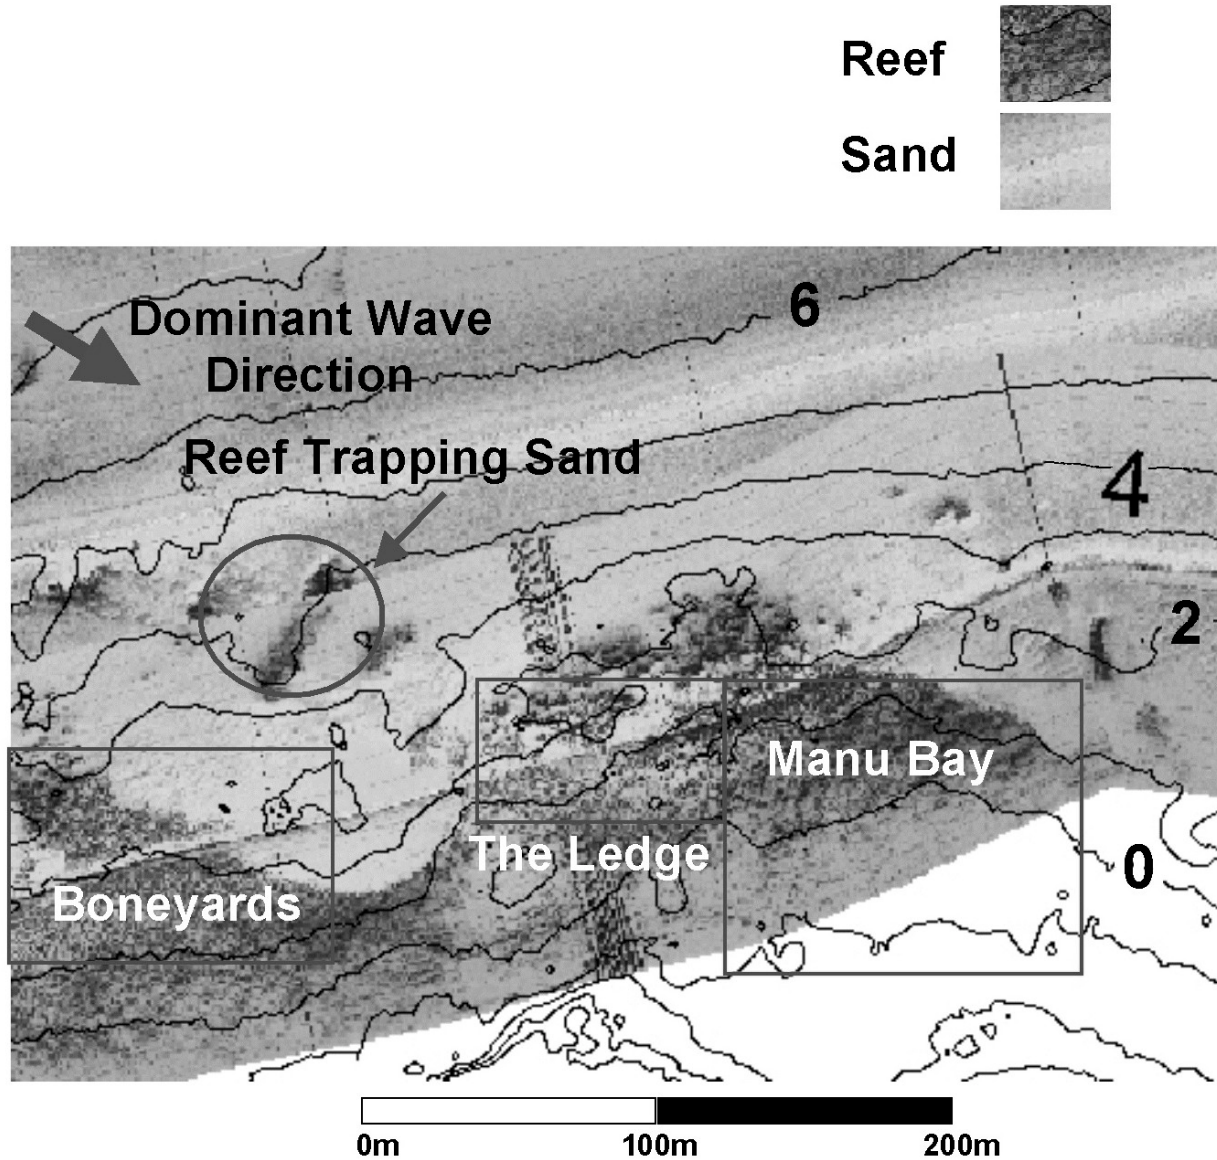 Reef
Sand
6
Dominant Wave
Direction
Reef Trapping Sand
4
2
Manu Bay
The Ledge
0
Boneyards
0m 100m 200m